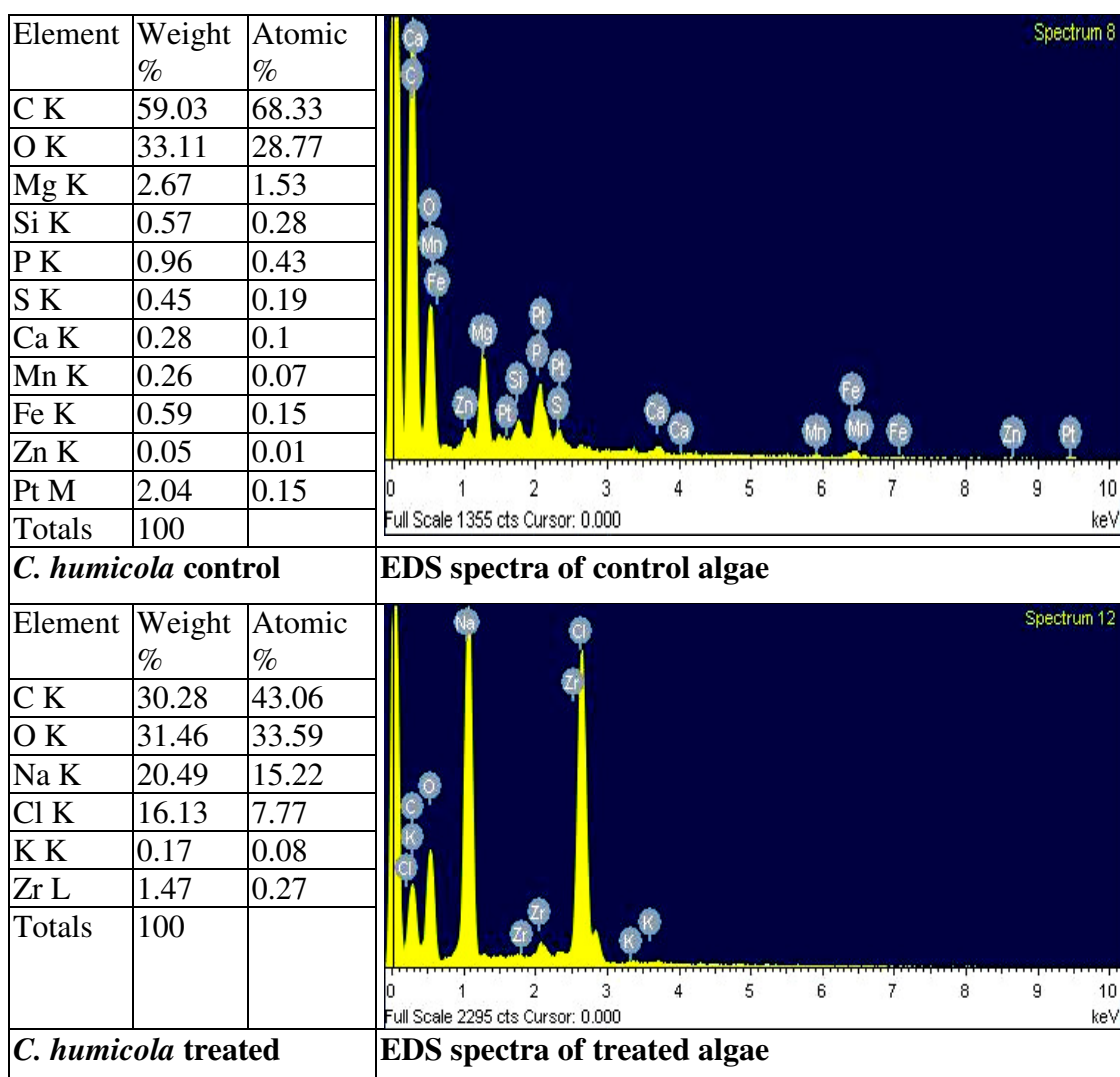 Element Weight % Atomic %
C K 59.03 68.33
O K 33.11 28.77
Mg K 2.67 1.53
Si K 0.57 0.28
P K 0.96 0.43
S K 0.45 0.19
Ca K 0.28 0.1
Mn K 0.26 0.07
Fe K 0.59 0.15
Zn K 0.05 0.01
Pt M 2.04 0.15
Totals 100
Spectrum 8
Ca
C
O
Mn
Fe
Zn
Mg
Pt
Si
Pt
P
Pt
S
Ca
Ca
Mn
Fe
Mn
Fe
Zn
Pt
0 1 2 3 4 5 6 7 8 9 10
Full Scale 1355 cts Cursor: 0.000 keV
C. humicola control EDS spectra of control algae
Element Weight % Atomic %
C K 30.28 43.06
O K 31.46 33.59
Na K 20.49 15.22
Cl K 16.13 7.77
K K 0.17 0.08
Zr L 1.47 0.27
Totals 100
Spectrum 12
Na
Cl
Zr
O
C
K
Cl
Zr
Zr
K
K
0 1 2 3 4 5 6 7 8 9 10
Full Scale 2295 cts Cursor: 0.000 keV
C. humicola treated EDS spectra of treated algae